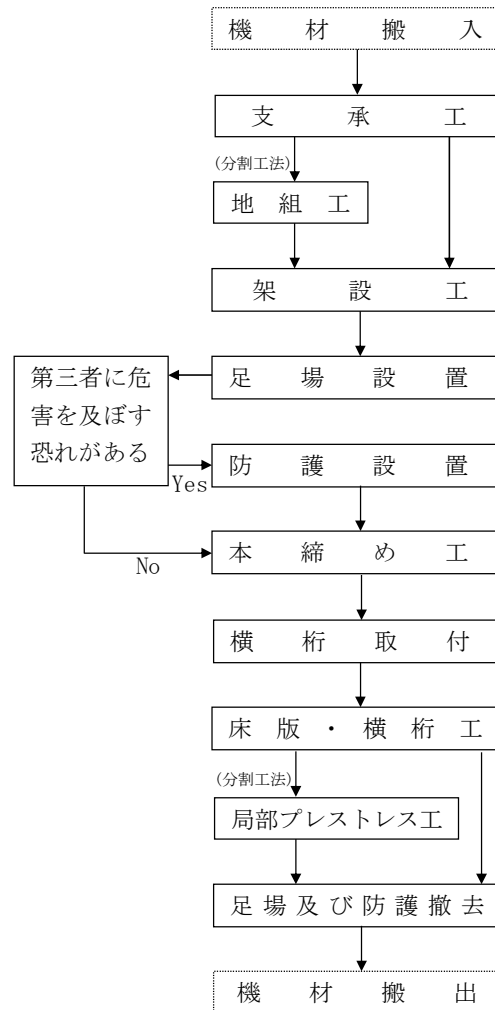 機材搬入
支承工
(分割工法)
地組工
架設工
第三者に危
害を及ぼす
恐れがある
足場設置
Yes
防護設置
No
本締め工
横桁取付
床版・横桁工
(分割工法)
局部プレストレス工
足場及び防護撤去
機材搬出